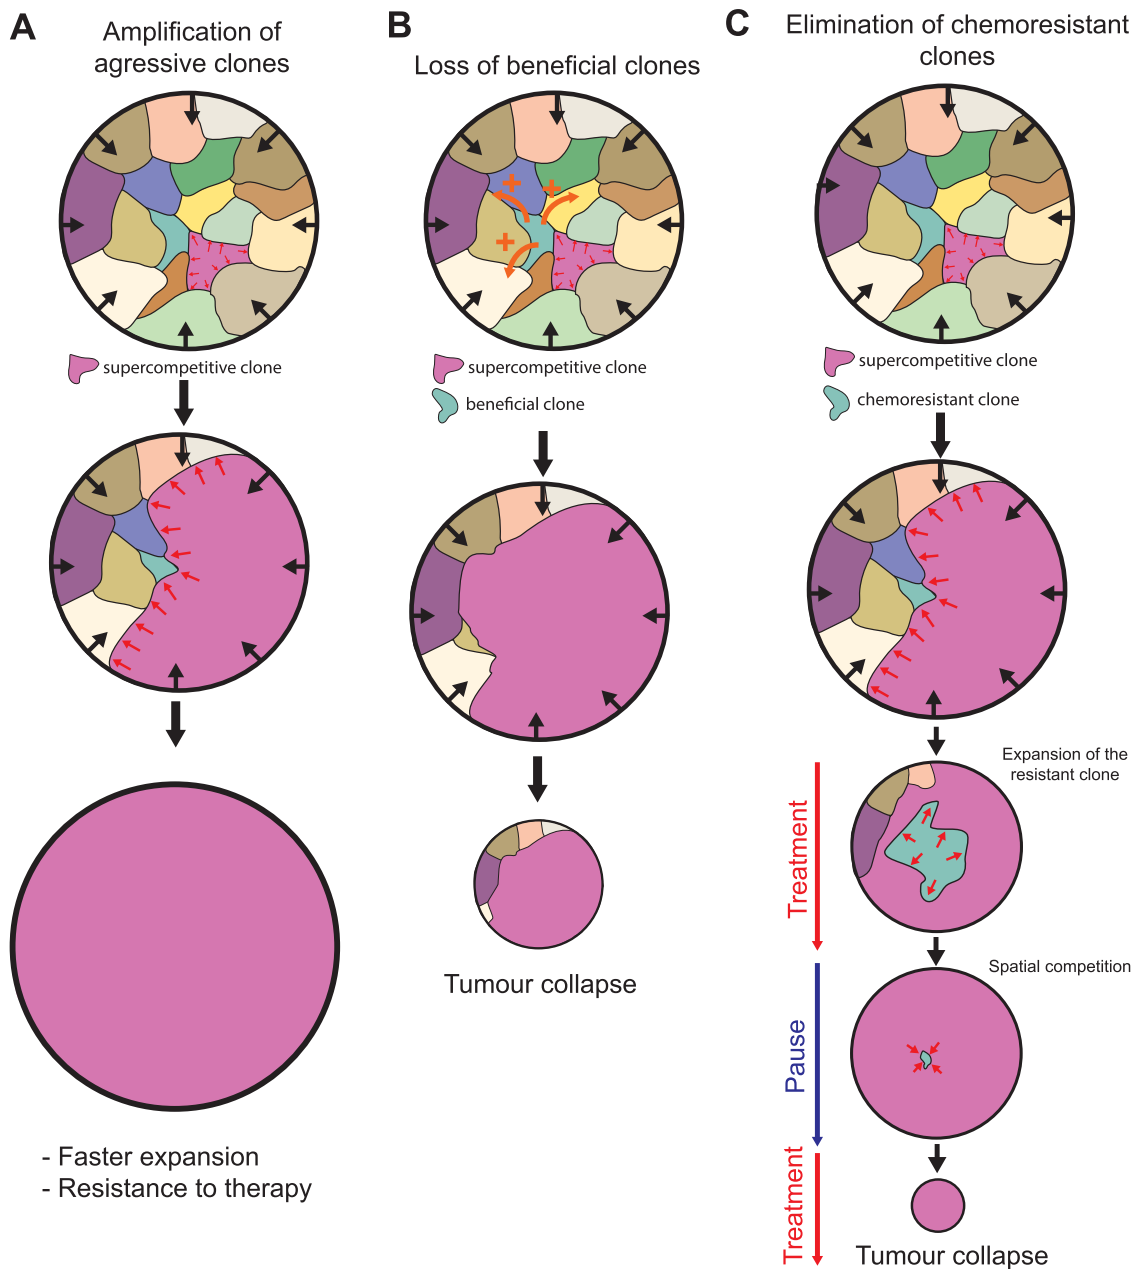 A
Amplification of
agressive clones
supercompetitive clone
- Faster expansion
- Resistance to therapy
B
Loss of beneficial clones
+
+
+
supercompetitive clone
beneficial clone
Tumour collapse
C
Elimination of chemoresistant
clones
supercompetitive clone
chemoresistant clone
Expansion of the
resistant clone
Treatment
Spatial competition
Pause
Treatment
Tumour collapse